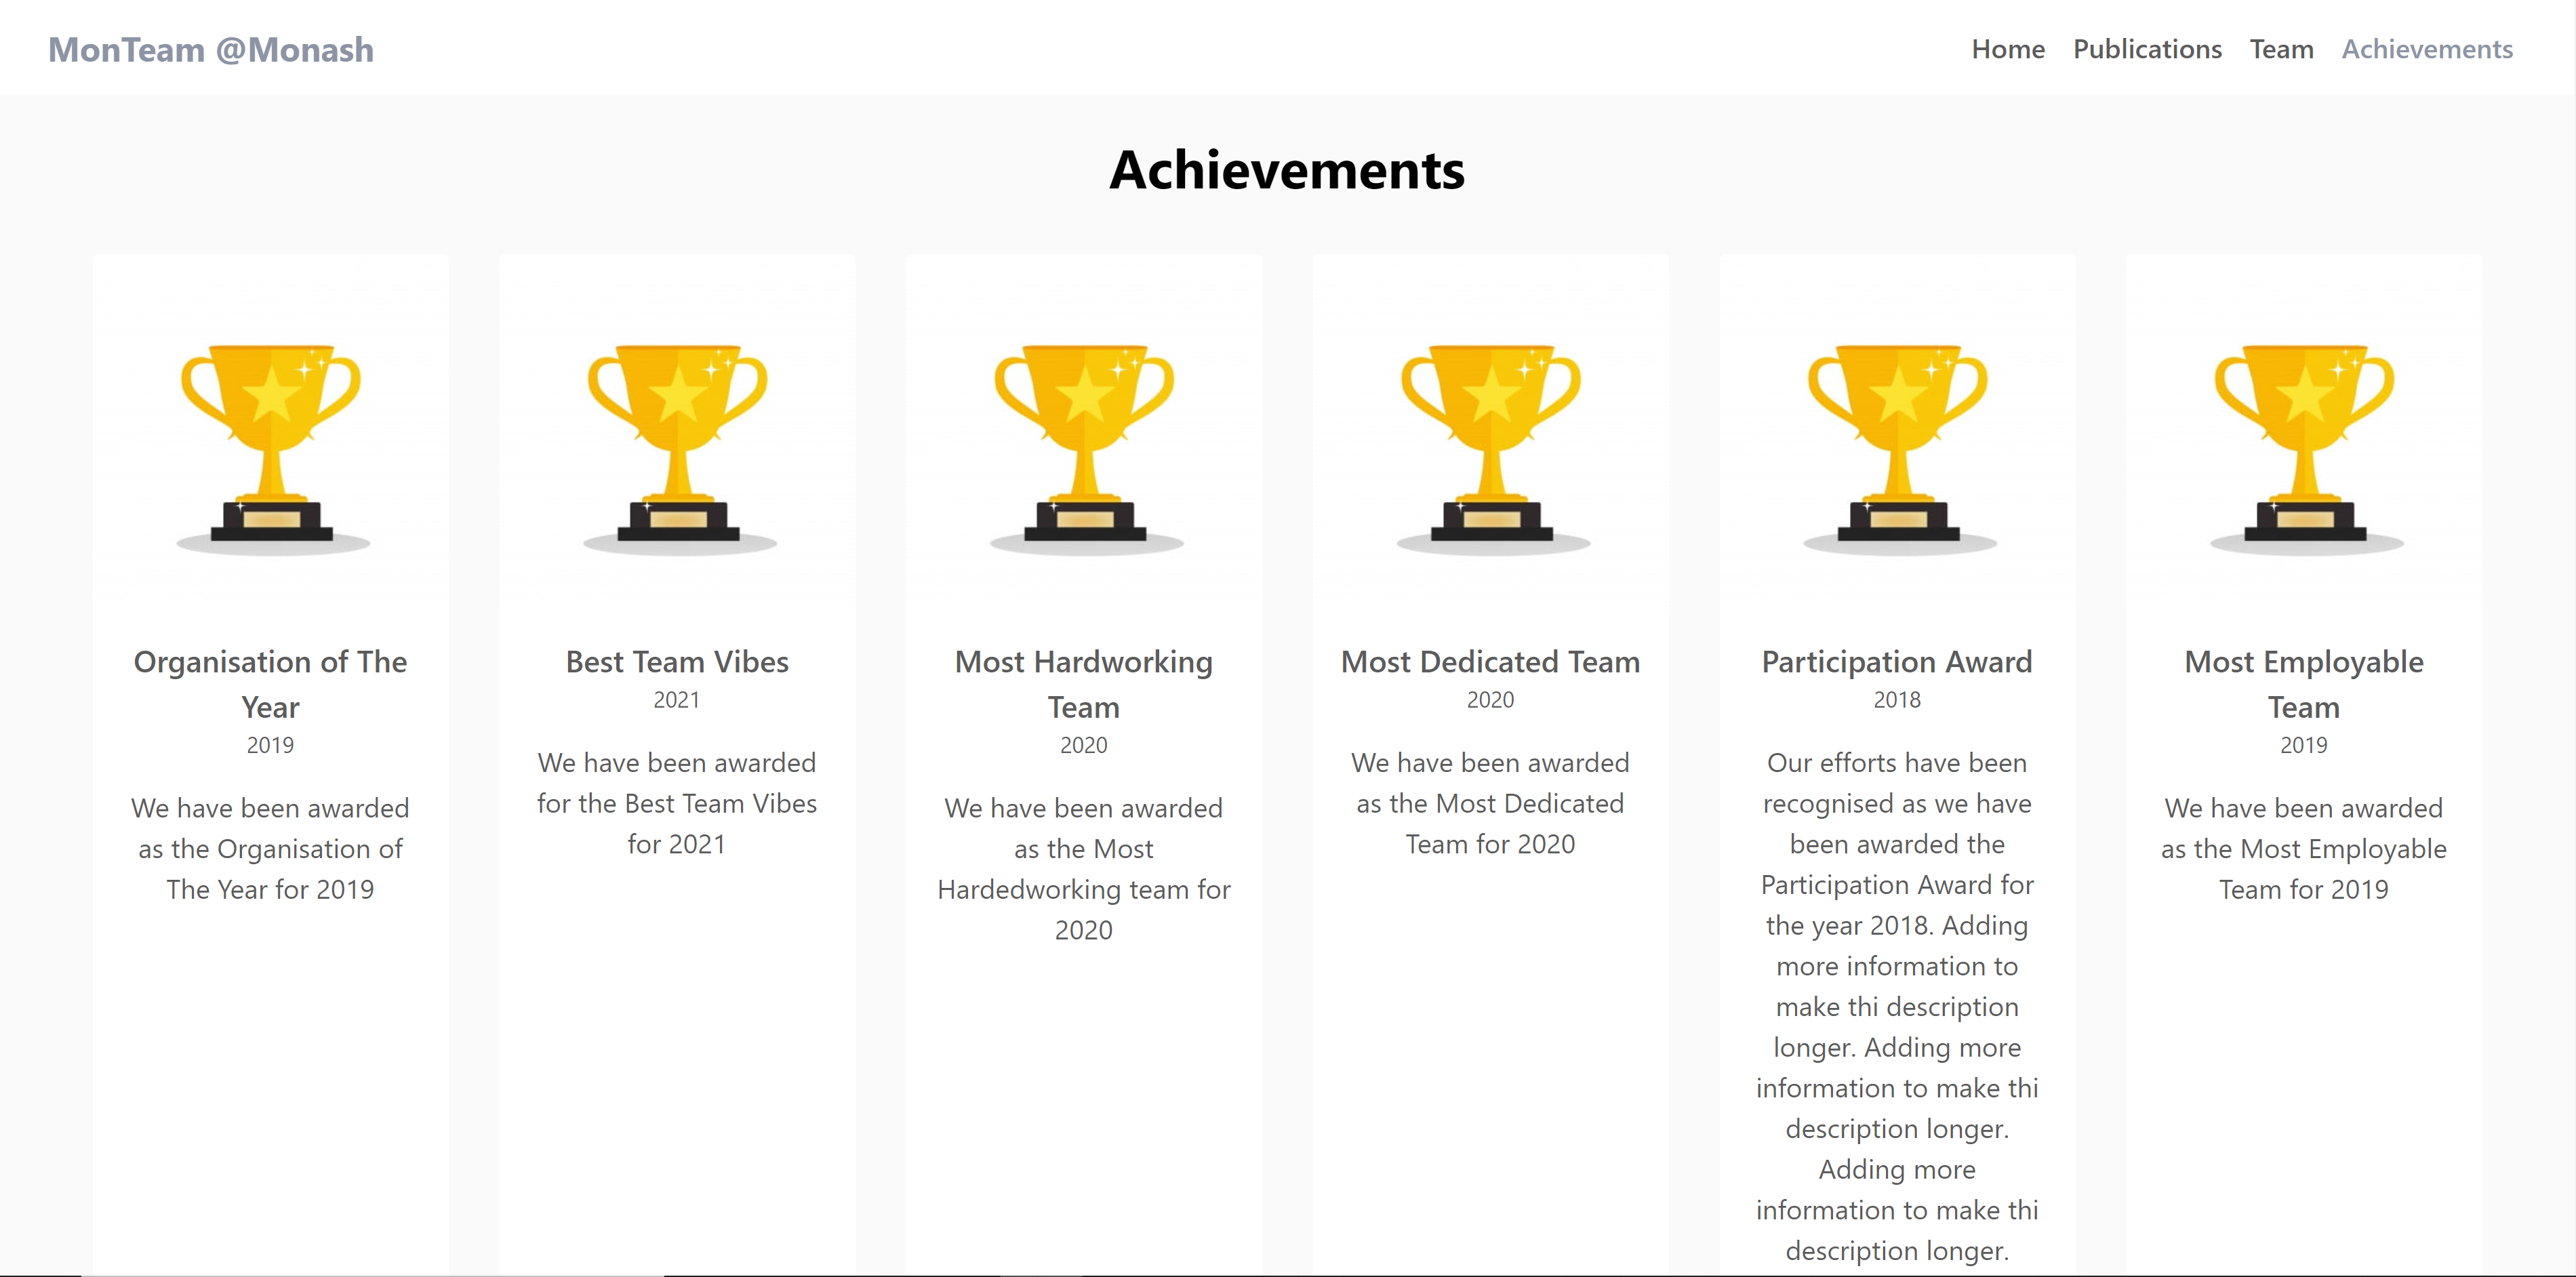 MonTeam @Monash
Home Publications Team Achievements
Achievements
Organisation of The
Year
2019
We have been awarded
as the Organisation of
The Year for 2019
Best Team Vibes
2021
We have been awarded
for the Best Team Vibes
for 2021
Most Hardworking
Team
2020
We have been awarded
as the Most
Hardedworking team for
2020
Most Dedicated Team
2020
We have been awarded
as the Most Dedicated
Team for 2020
Participation Award
2018
Our efforts have been
recognised as we have
been awarded the
Participation Award for
the year 2018. Adding
more information to
make thi description
longer. Adding more
information to make thi
description longer.
Adding more
information to make thi
description longer.
Most Employable
Team
2019
We have been awarded
as the Most Employable
Team for 2019